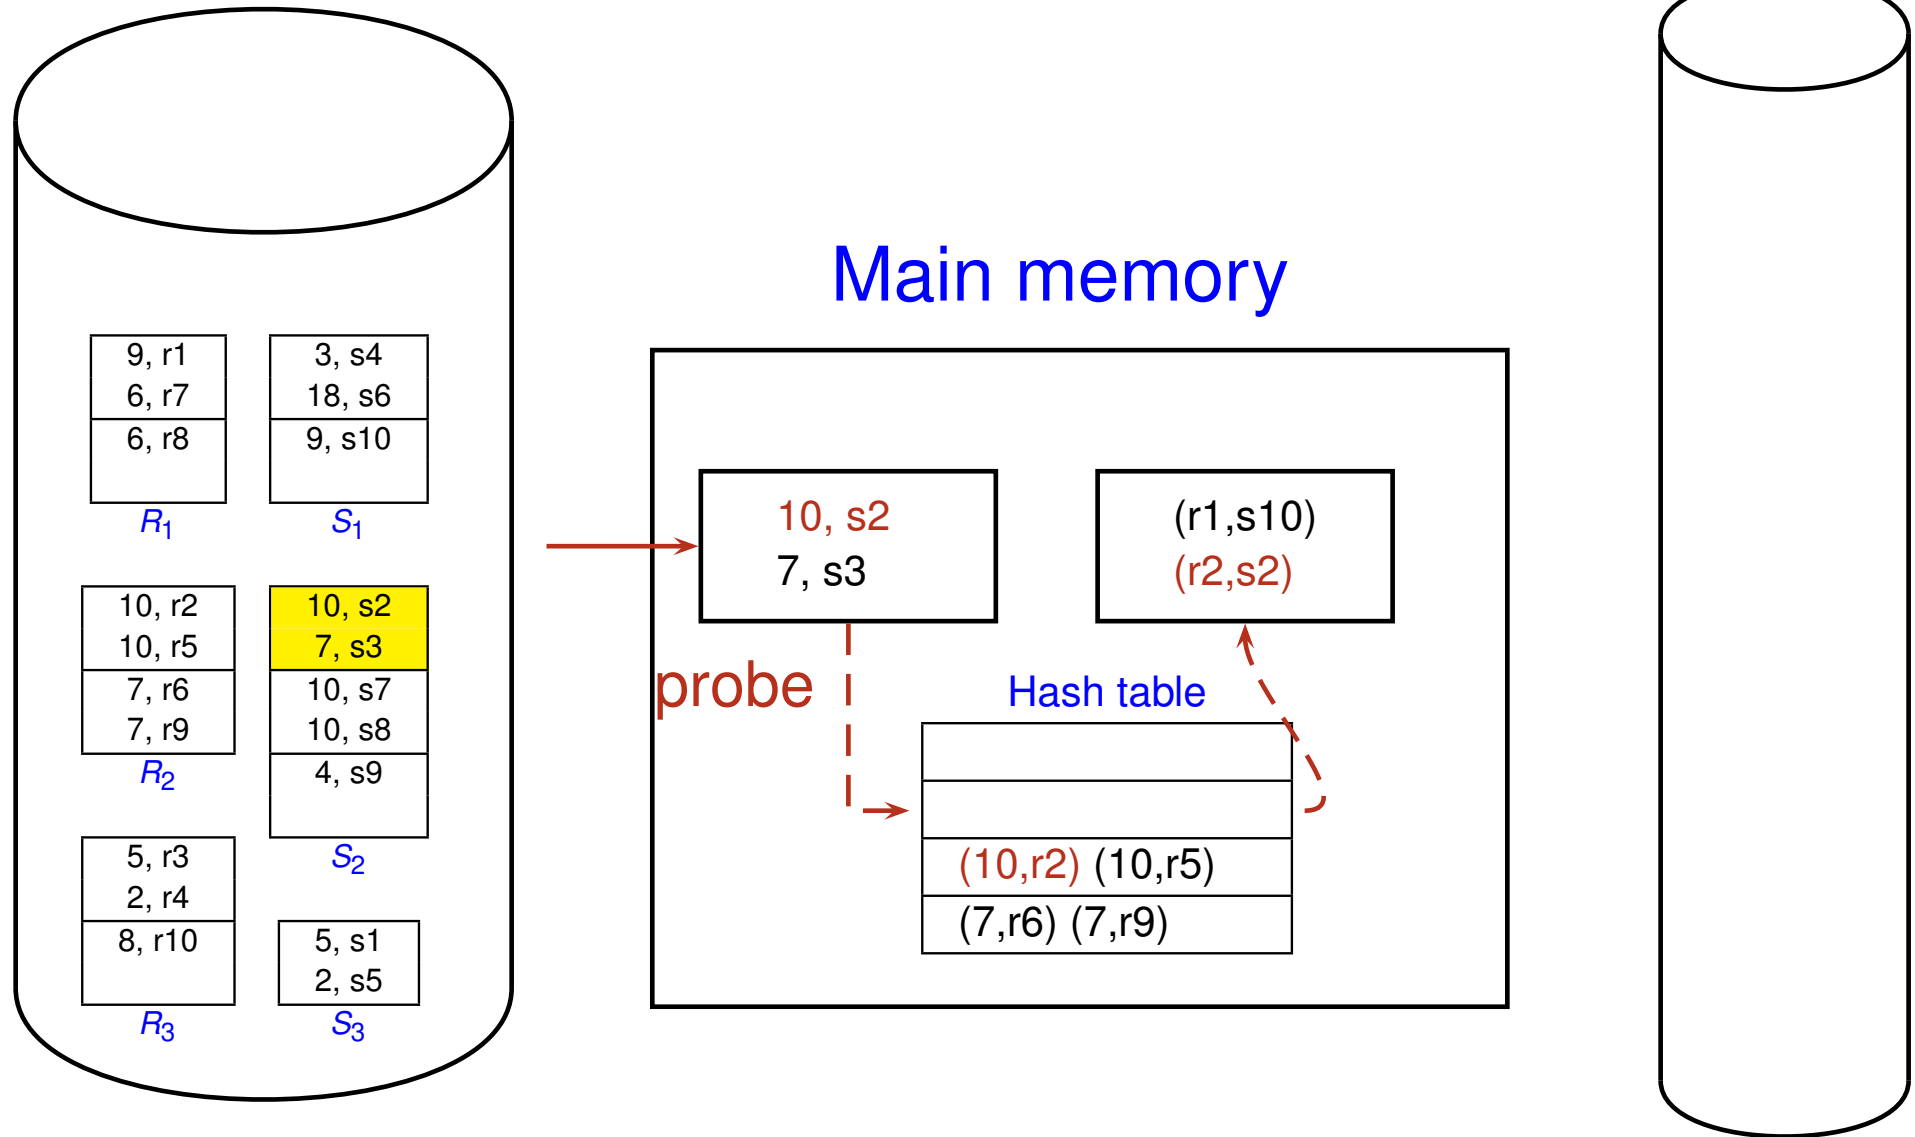 9, r1
6, r7
6, r8
R1
3, s4
18, s6
9, s10
S1
10, r2
10, r5
7, r6
7, r9
R2
10, s2
7, s3
10, s7
10, s8
4, s9
S2
5, r3
2, r4
8, r10
R3
5, s1
2, s5
S3
Main memory
10, s2
7, s3
(r1,s10)
(r2,s2)
probe
Hash table
(10,r2) (10,r5)
(7,r6) (7,r9)